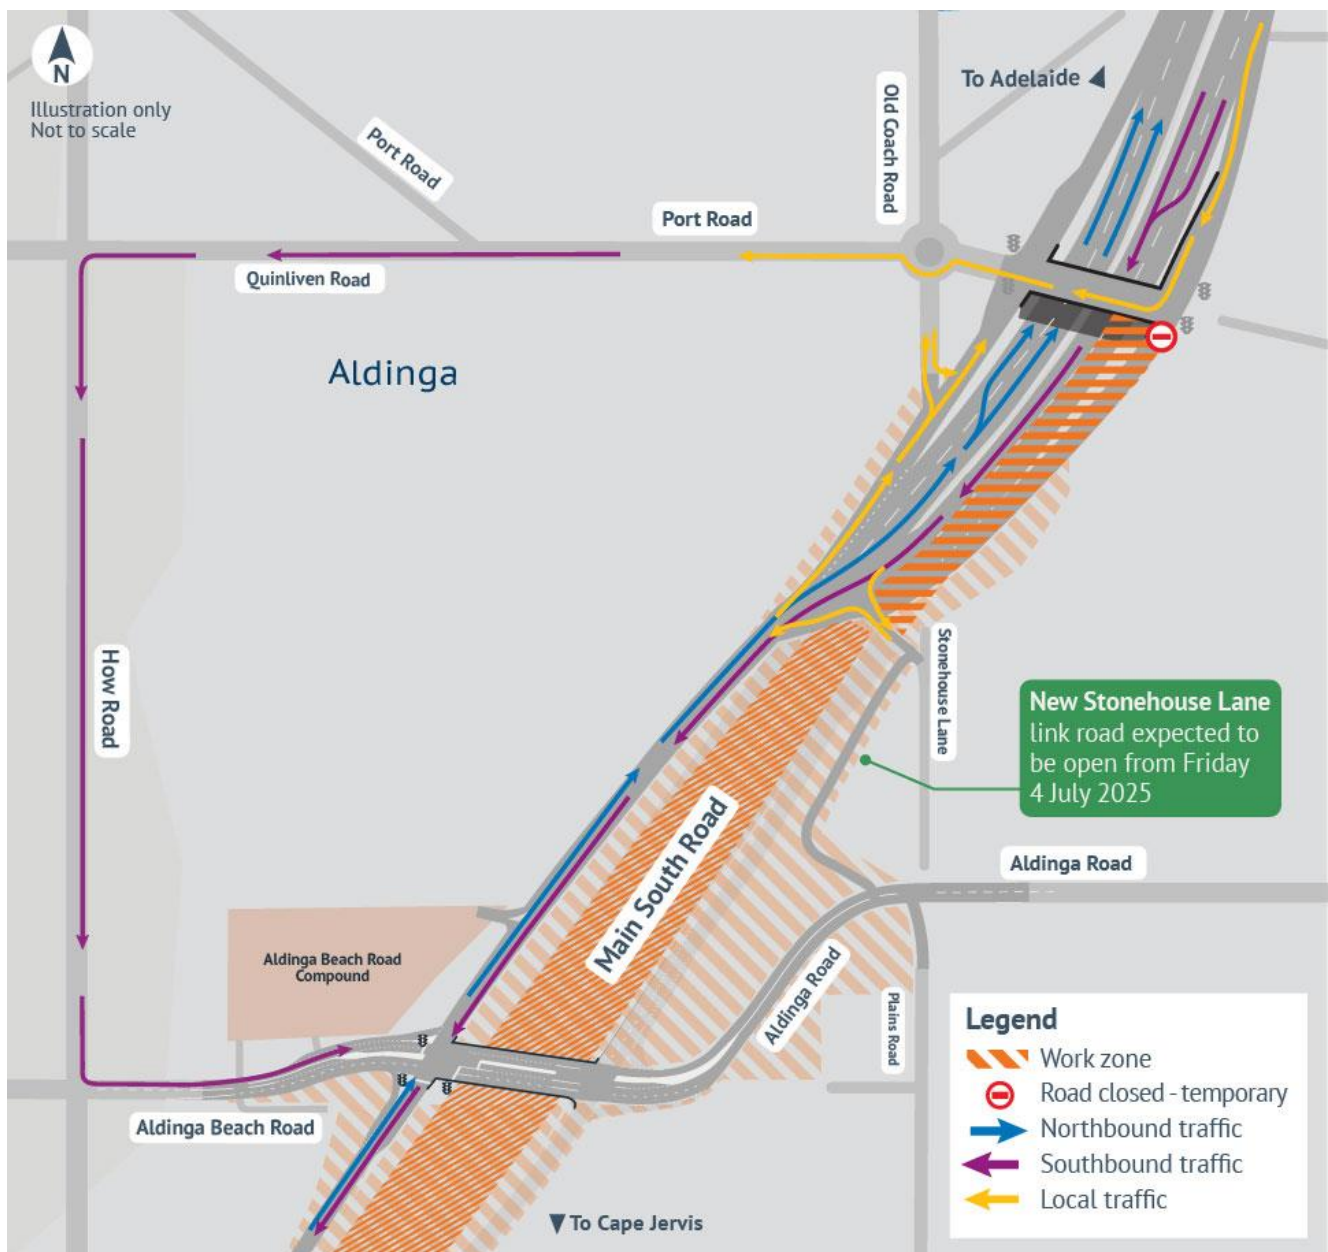 N
Illustration only
Not to scale
To Adelaide
Old Coach Road
Port Road
Port Road
Quinliven Road
Aldinga
How Road
Stonehouse Lane
New Stonehouse Lane
link road expected to
be open from Friday
4 July 2025
Main South Road
Aldinga Road
Aldinga Road
Plains Road
Aldinga Beach Road
Compound
Aldinga Beach Road
To Cape Jervis
Legend
Work zone
Road closed - temporary
Northbound traffic
Southbound traffic
Local traffic